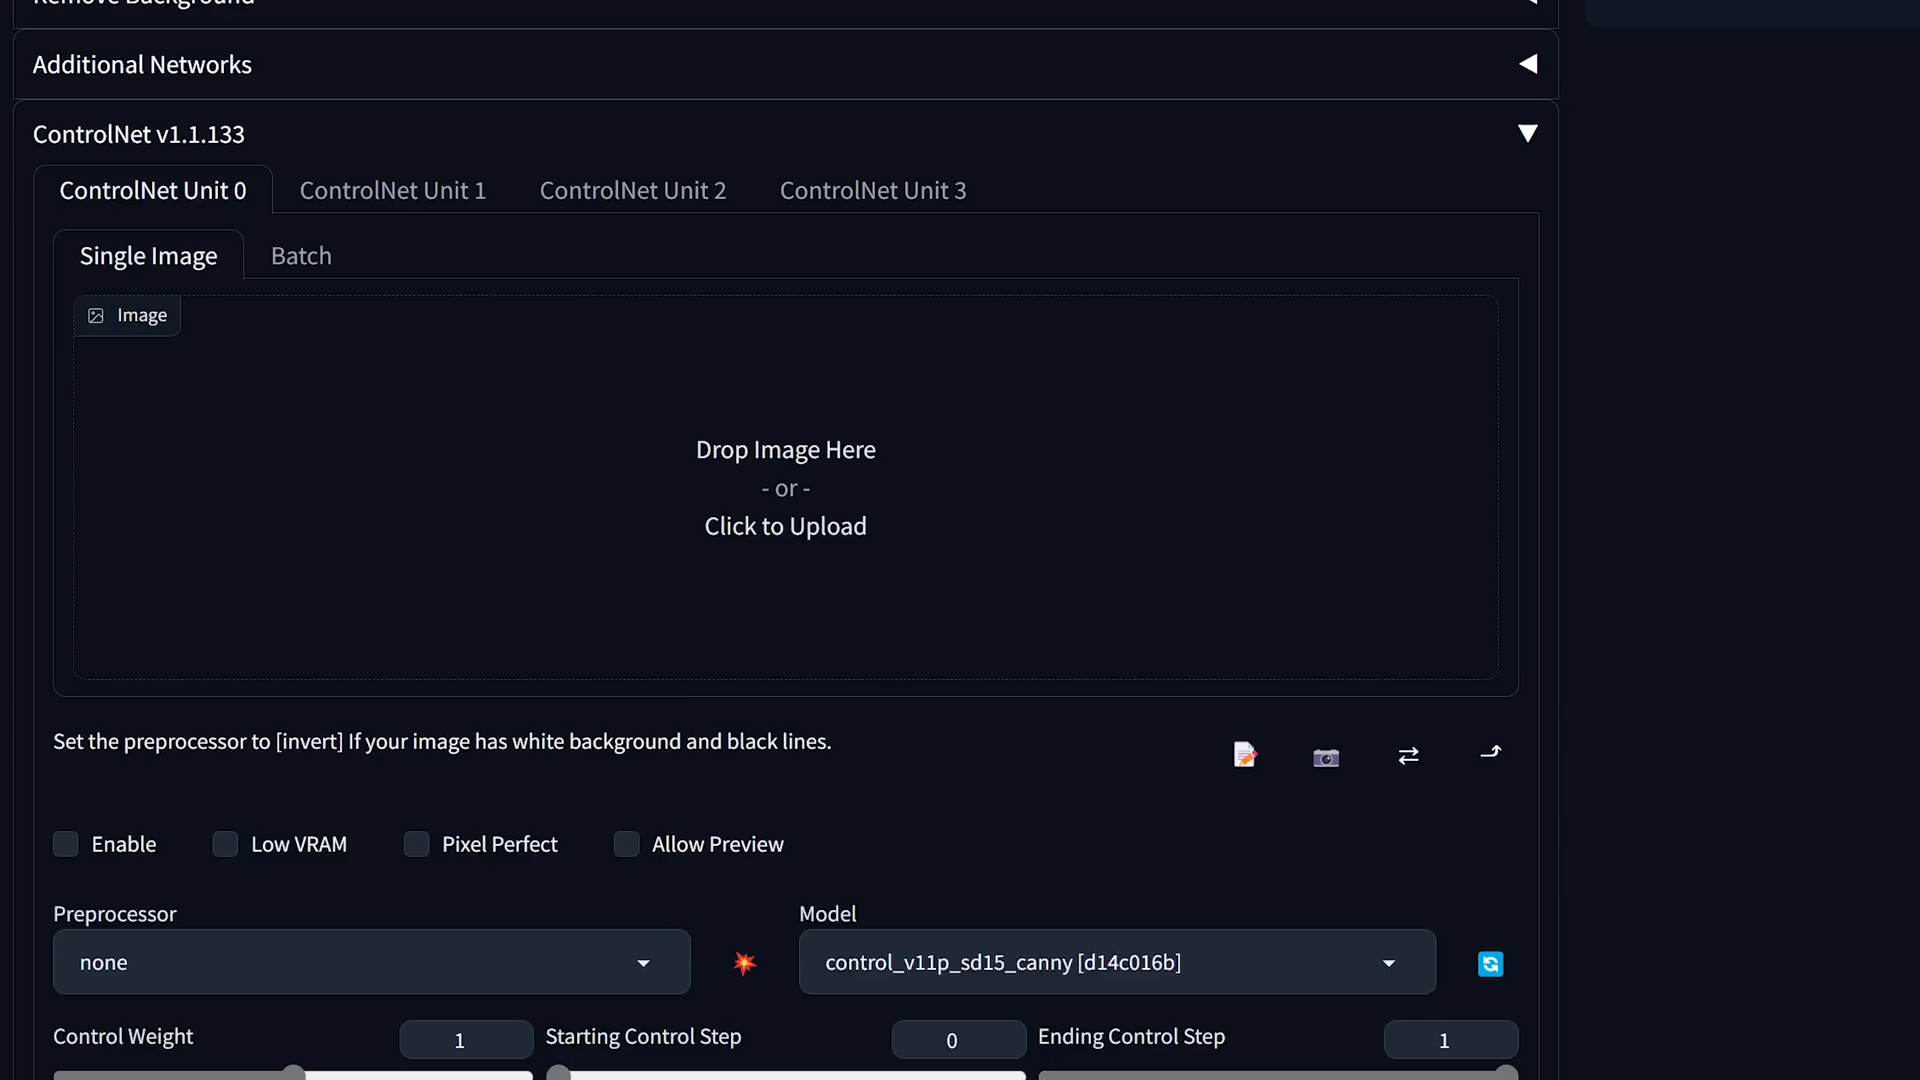 Remove Background
Additional Networks
ControlNet v1.1.133
ControlNet Unit 0
ControlNet Unit 1
ControlNet Unit 2
ControlNet Unit 3
Single Image
Batch
Image
Drop Image Here
- or -
Click to Upload
Set the preprocessor to [invert] If your image has white background and black lines.
Enable
Low VRAM
Pixel Perfect
Allow Preview
Preprocessor
Model
none
control_v11p_sd15_canny [d14c016b]
Control Weight
1
Starting Control Step
0
Ending Control Step
1